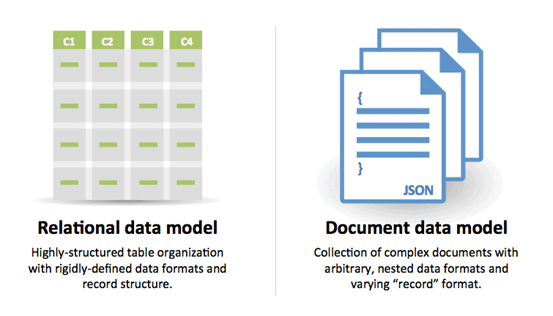 C1 C2 C3 C4
Relational data model
Highly-structured table organization
with rigidly-defined data formats and
record structure.
{
}
JSON
Document data model
Collection of complex documents with
arbitrary, nested data formats and
varying “record” format.